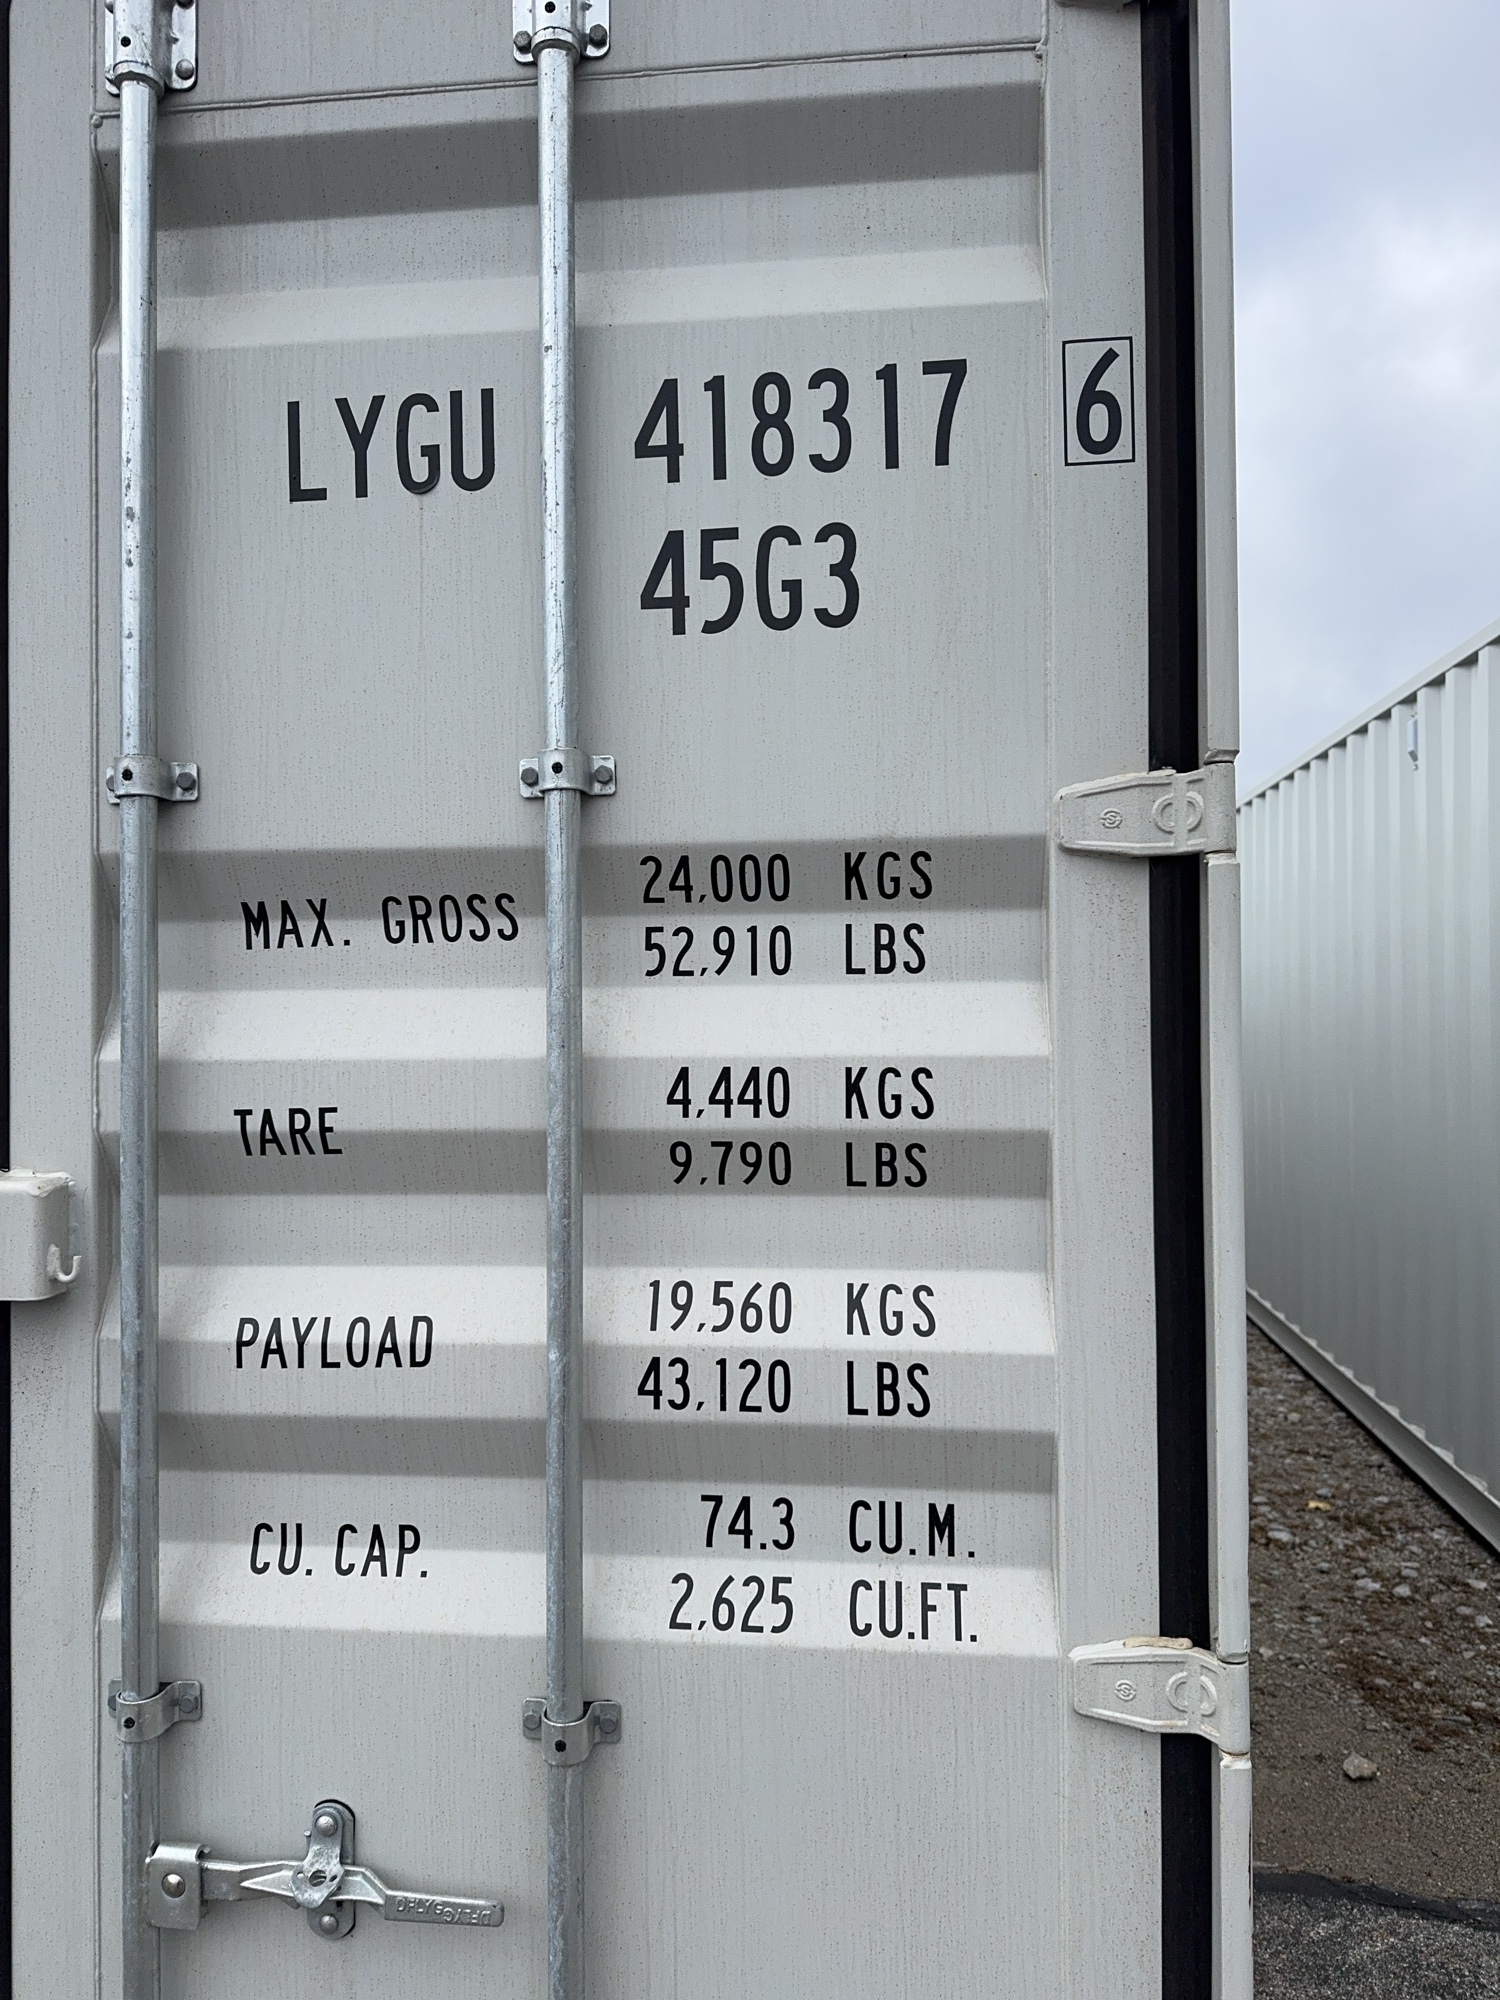 LYGU 418317 6
45G3
MAX. GROSS 24,000 KGS
52,910 LBS
TARE 4,440 KGS
9,790 LBS
PAYLOAD 19,560 KGS
43,120 LBS
CU. CAP. 74.3 CU.M.
2,625 CU.FT.